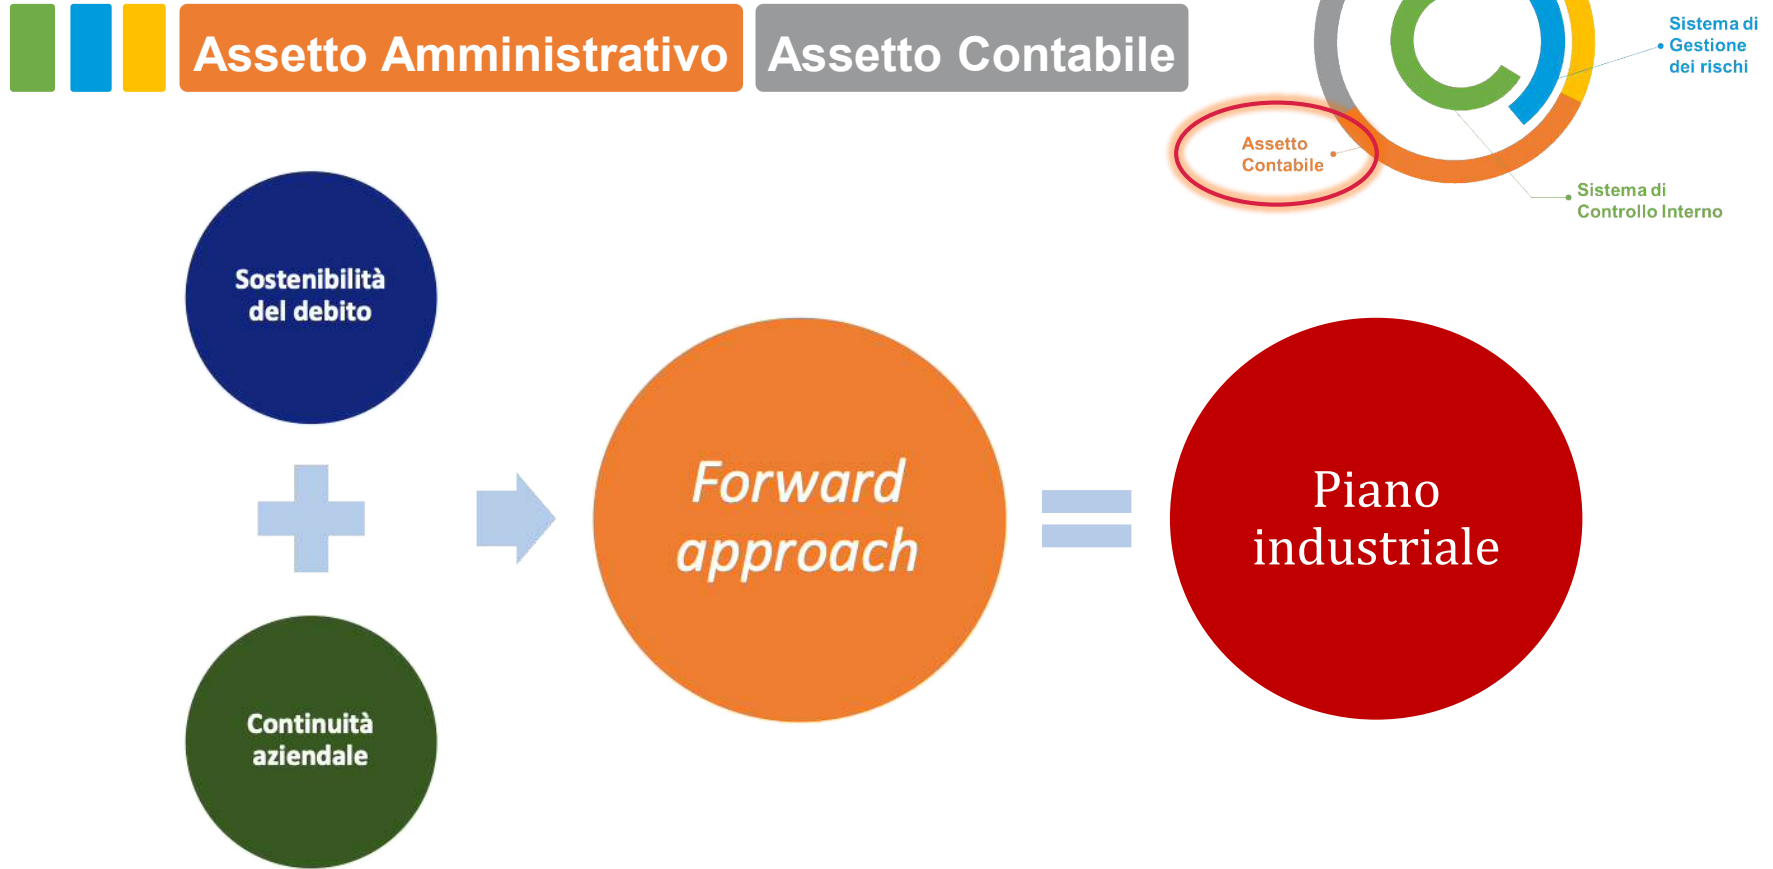 Assetto Amministrativo
Assetto Contabile
Sistema di
Gestione
dei rischi
Assetto
Contabile
Sistema di
Controllo Interno
Sostenibilità
del debito
Forward
approach
Piano
industriale
Continuità
aziendale